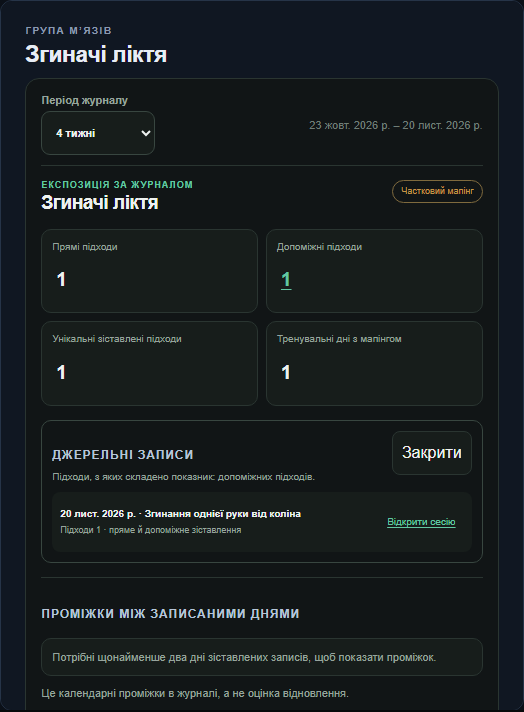 ГРУПА М'ЯЗІВ
Згиначі ліктя
Період журналу
4 тижні
23 жовт. 2026 р. – 20 лист. 2026 р.
ЕКСПОЗИЦІЯ ЗА ЖУРНАЛОМ
Згиначі ліктя
Частковий мапінг
Прямі підходи
1
Допоміжні підходи
1
Унікальні зіставлені підходи
1
Тренувальні дні з мапінгом
1
ДЖЕРЕЛЬНІ ЗАПИСИ
Закрити
Підходи, з яких складено показник: допоміжних підходів.
20 лист. 2026 р. · Згинання однієї руки від коліна
Підходи 1 · пряме й допоміжне зіставлення
Відкрити сесію
ПРОМІЖКИ МІЖ ЗАПИСАНИМИ ДНЯМИ
Потрібні щонайменше два дні зіставлених записів, щоб показати проміжок.
Це календарні проміжки в журналі, а не оцінка відновлення.